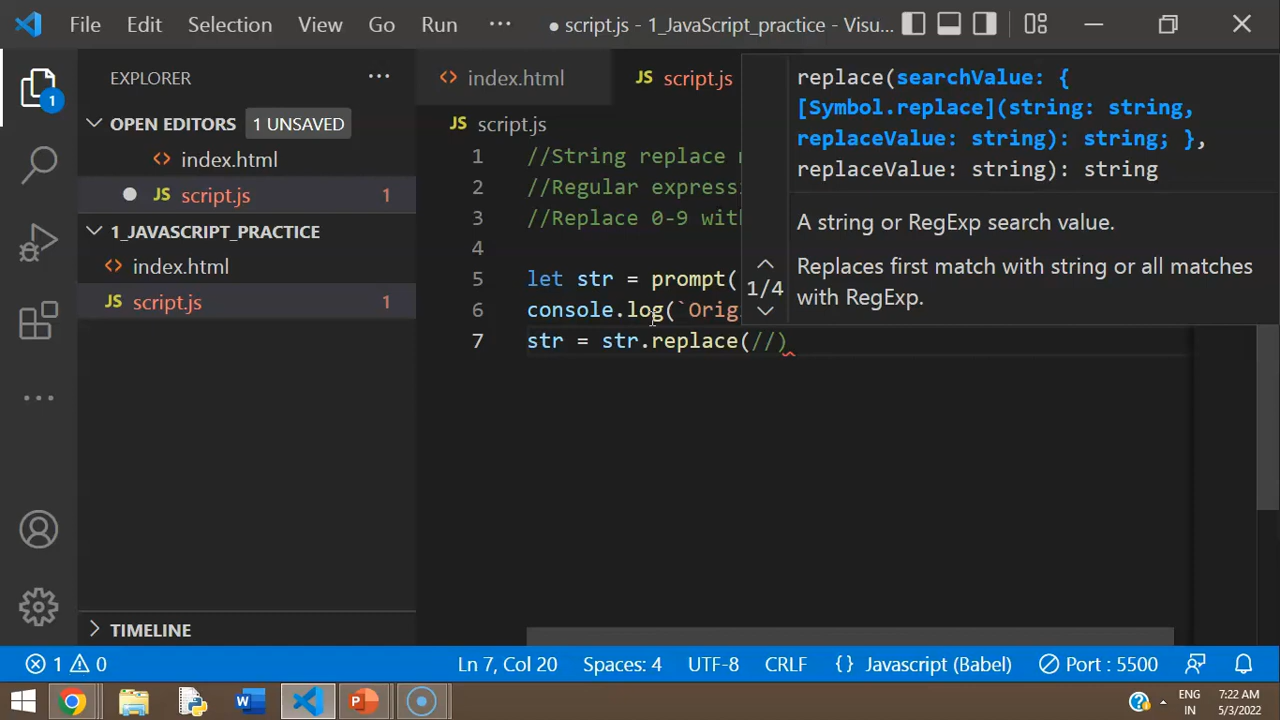 File Edit Selection View Go Run ··· ● script.js - 1_JavaScript_practice - Visu...
EXPLORER ···
OPEN EDITORS 1 UNSAVED
<> index.html
● JS script.js 1
1_JAVASCRIPT_PRACTICE
<> index.html
JS script.js 1
TIMELINE
1
<> index.html JS script.js
JS script.js
1 //String replace
2 //Regular expressi
3 //Replace 0-9 wit
4
5 let str = prompt(
6 console.log(`Orig
7 str = str.replace(//)
replace(searchValue: {
[Symbol.replace](string: string,
replaceValue: string): string; },
replaceValue: string): string
1/4
A string or RegExp search value.
Replaces first match with string or all matches
with RegExp.
1 0 Ln 7, Col 20 Spaces: 4 UTF-8 CRLF {} Javascript (Babel) Port : 5500
ENG
IN
7:22 AM
5/3/2022